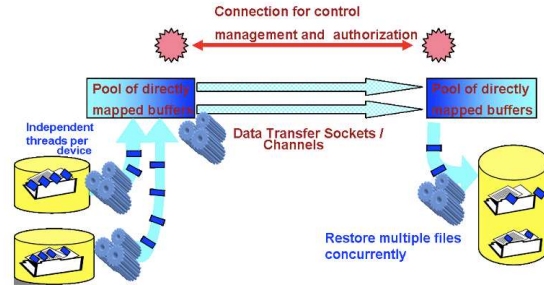 Connection for control
management and authorization
Pool of directly
mapped buffers
Pool of directly
mapped buffers
Independent
threads per
device
Data Transfer Sockets /
Channels
Restore multiple files
concurrently